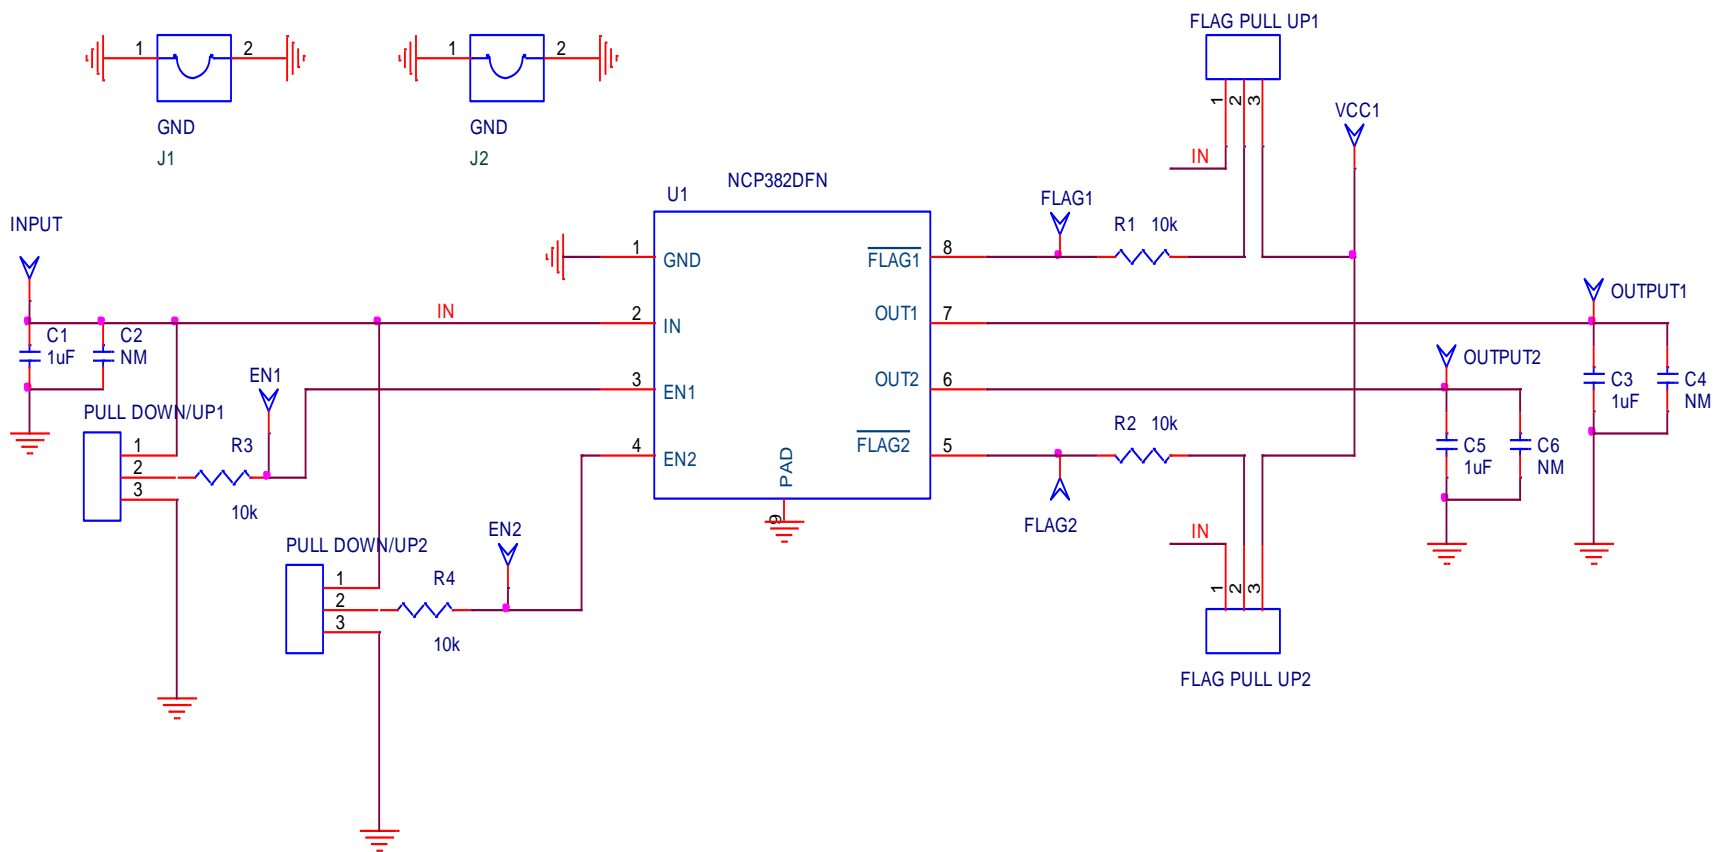 FLAG PULL UP1
1 2
1 2
1 2 3
VCC1
GND
GND
J1
J2
IN
NCP382DFN
U1
FLAG1
R1 10k
INPUT
1
GND
FLAG1
8
IN
2
IN
OUT1
7
OUTPUT1
C1
1uF
C2
NM
EN1
3
EN1
OUT2
6
OUTPUT2
C3
1uF
C4
NM
PULL DOWN/UP1
1
2
3
R3
10k
4
EN2
FLAG2
5
R2 10k
PAD
9
C5
1uF
C6
NM
FLAG2
IN
EN2
PULL DOWN/UP2
1
2
3
R4
10k
1 2 3
FLAG PULL UP2